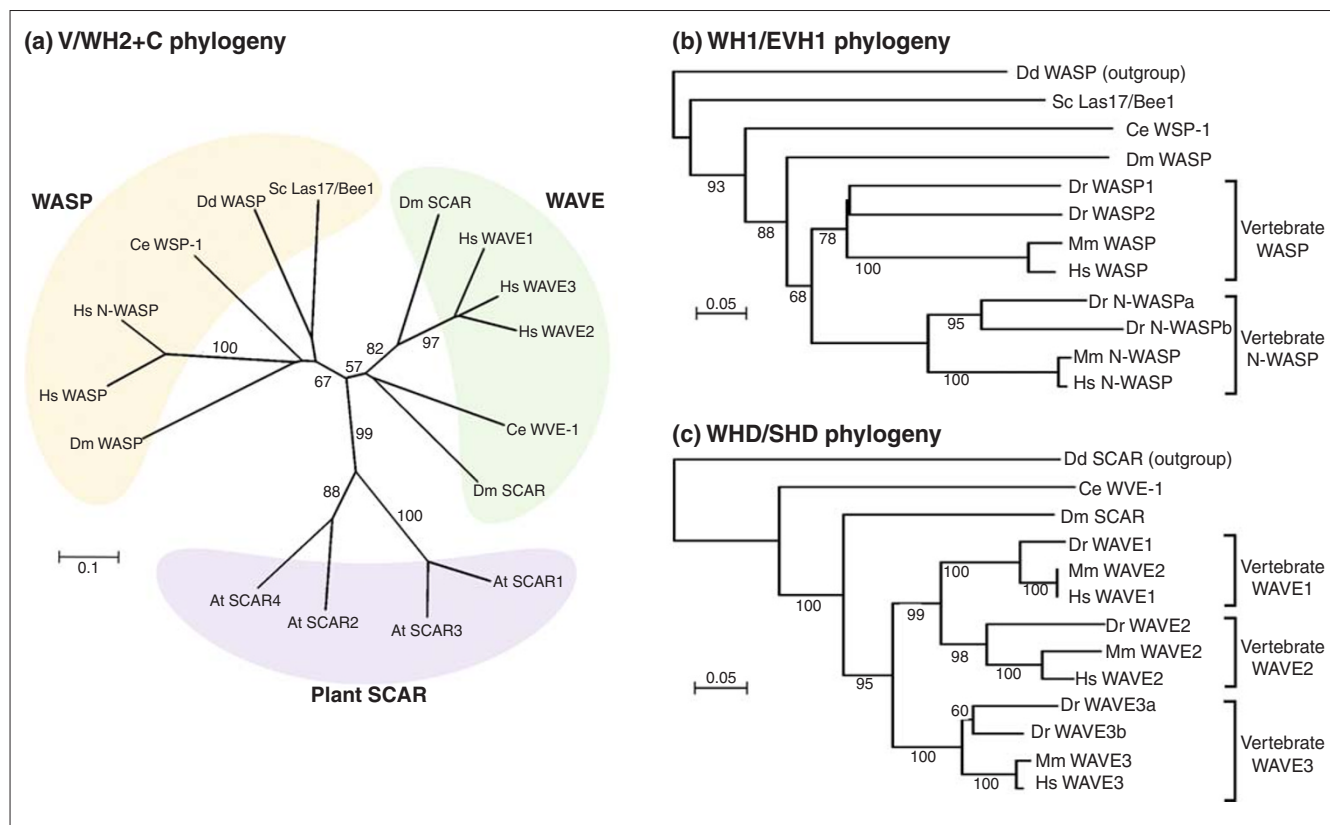 (a) V/WH2+C phylogeny
WASP
Sc Las17/Bee1
Dd WASP
Ce WSP-1
Hs N-WASP
100
Hs WASP
Dm WASP
67
WAVE
Dm SCAR
Hs WAVE1
Hs WAVE3
Hs WAVE2
82
97
57
Ce WVE-1
Dm SCAR
99
88
100
At SCAR4
At SCAR2
At SCAR3
At SCAR1
Plant SCAR
0.1
(b) WH1/EVH1 phylogeny
Dd WASP (outgroup)
Sc Las17/Bee1
Ce WSP-1
93
Dm WASP
88
Dr WASP1
Dr WASP2
78
Mm WASP
100
Hs WASP
Vertebrate
WASP
68
0.05
Dr N-WASPa
95
Dr N-WASPb
Mm N-WASP
100
Hs N-WASP
Vertebrate
N-WASP
(c) WHD/SHD phylogeny
Dd SCAR (outgroup)
Ce WVE-1
Dm SCAR
100
Dr WAVE1
100
Mm WAVE2
100
Hs WAVE1
Vertebrate
WAVE1
99
Dr WAVE2
98
Mm WAVE2
100
Hs WAVE2
Vertebrate
WAVE2
95
0.05
Dr WAVE3a
60
Dr WAVE3b
100
Mm WAVE3
100
Hs WAVE3
Vertebrate
WAVE3